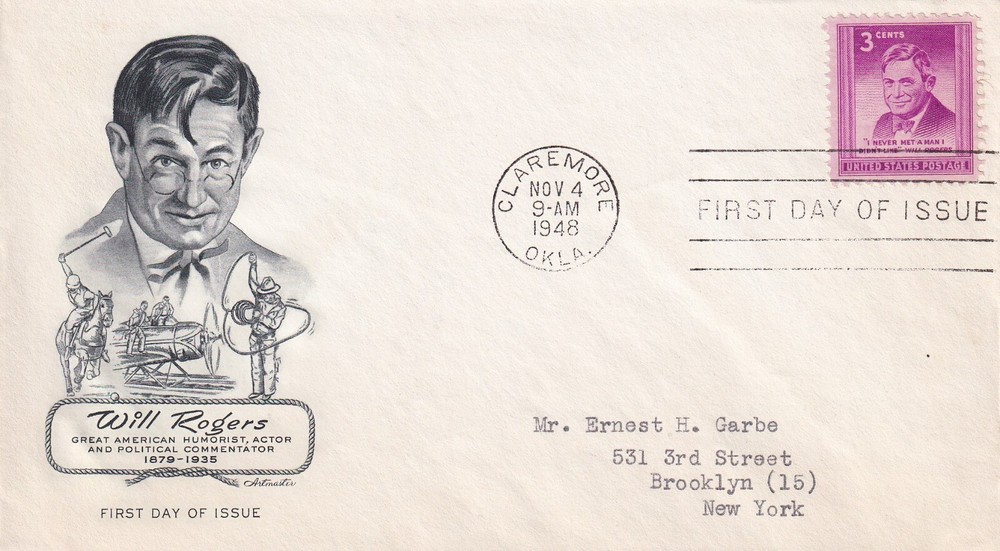 3 CENTS
"I NEVER MET A MAN I
DIDN'T LIKE" WILL ROGERS
UNITED STATES POSTAGE
CLAREMORE
NOV 4
9-AM
1948
OKLA.
FIRST DAY OF ISSUE
Will Rogers
GREAT AMERICAN HUMORIST, ACTOR
AND POLITICAL COMMENTATOR
1879-1935
Artmaster
FIRST DAY OF ISSUE
Mr. Ernest H. Garbe
531 3rd Street
Brooklyn (15)
New York